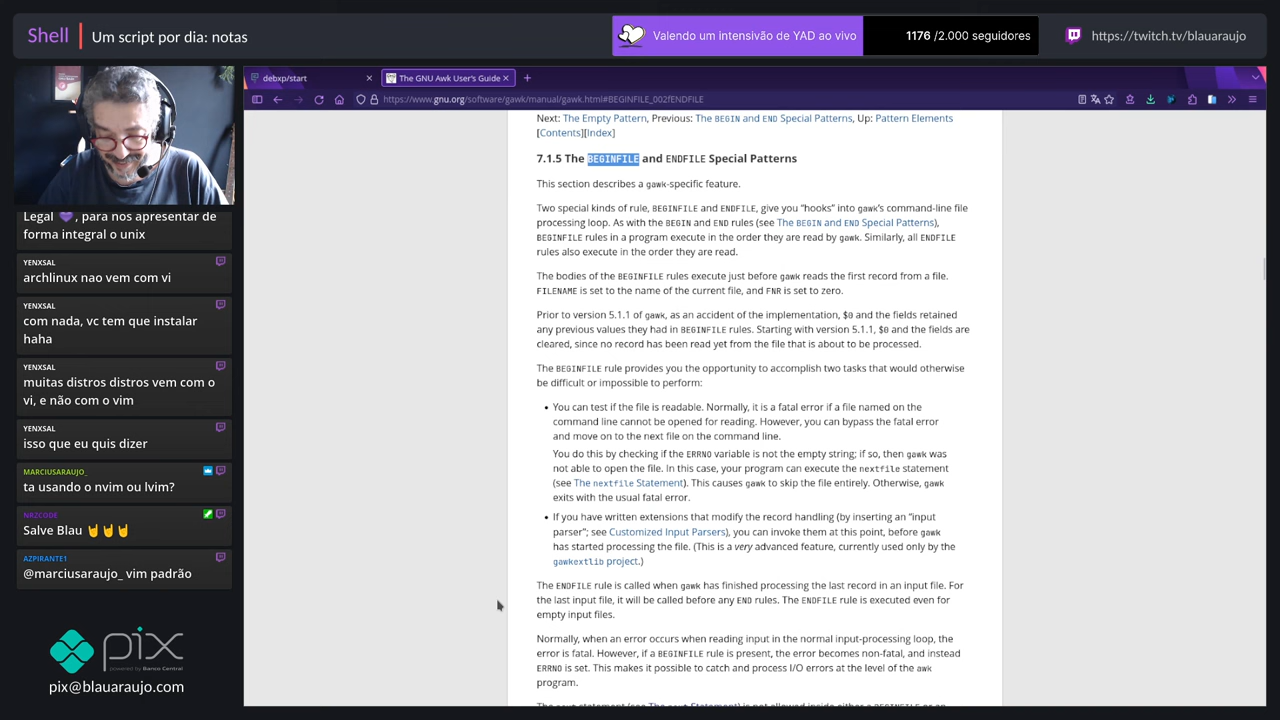 Shell
Um script por dia: notas
Valendo um intensivão de YAD ao vivo
1176 /2.000 seguidores
https://twitch.tv/blauaraujo
debxp/start
The GNU Awk User's Guide
https://www.gnu.org/software/gawk/manual/gawk.html#BEGINFILE_002fENDFILE
Legal 💜, para nos apresentar de
forma integral o unix
YENXSAL
archlinux nao vem com vi
YENXSAL
com nada, vc tem que instalar
haha
YENXSAL
muitas distros distros vem com o
vi, e não com o vim
YENXSAL
isso que eu quis dizer
MARCIUSARAUJO_
ta usando o nvim ou lvim?
NRZCODE
Salve Blau 🤘🤘🤘
AZPIRANTE1
@marciusaraujo_ vim padrão
pix
powered by Banco Central
pix@blauaraujo.com
Next: The Empty Pattern, Previous: The BEGIN and END Special Patterns, Up: Pattern Elements
[Contents][Index]
7.1.5 The BEGINFILE and ENDFILE Special Patterns
This section describes a gawk-specific feature.
Two special kinds of rule, BEGINFILE and ENDFILE, give you “hooks” into gawk’s command-line file
processing loop. As with the BEGIN and END rules (see The BEGIN and END Special Patterns),
BEGINFILE rules in a program execute in the order they are read by gawk. Similarly, all ENDFILE
rules also execute in the order they are read.
The bodies of the BEGINFILE rules execute just before gawk reads the first record from a file.
FILENAME is set to the name of the current file, and FNR is set to zero.
Prior to version 5.1.1 of gawk, as an accident of the implementation, $0 and the fields retained
any previous values they had in BEGINFILE rules. Starting with version 5.1.1, $0 and the fields are
cleared, since no record has been read yet from the file that is about to be processed.
The BEGINFILE rule provides you the opportunity to accomplish two tasks that would otherwise
be difficult or impossible to perform:
• You can test if the file is readable. Normally, it is a fatal error if a file named on the
command line cannot be opened for reading. However, you can bypass the fatal error
and move on to the next file on the command line.
You do this by checking if the ERRNO variable is not the empty string; if so, then gawk was
not able to open the file. In this case, your program can execute the nextfile statement
(see The nextfile Statement). This causes gawk to skip the file entirely. Otherwise, gawk
exits with the usual fatal error.
• If you have written extensions that modify the record handling (by inserting an “input
parser”; see Customized Input Parsers), you can invoke them at this point, before gawk
has started processing the file. (This is a very advanced feature, currently used only by the
gawkextlib project.)
The ENDFILE rule is called when gawk has finished processing the last record in an input file. For
the last input file, it will be called before any END rules. The ENDFILE rule is executed even for
empty input files.
Normally, when an error occurs when reading input in the normal input-processing loop, the
error is fatal. However, if a BEGINFILE rule is present, the error becomes non-fatal, and instead
ERRNO is set. This makes it possible to catch and process I/O errors at the level of the awk
program.
The next statement (see The next Statement) is not allowed inside either a BEGINFILE or an